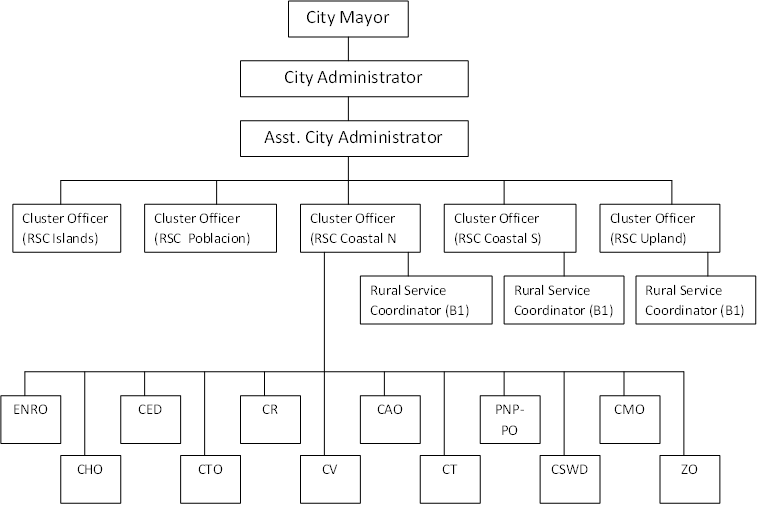 City Mayor
City Administrator
Asst. City Administrator
Cluster Officer
(RSC Islands)
Cluster Officer
(RSC Poblacion)
Cluster Officer
(RSC Coastal N
Cluster Officer
(RSC Coastal S)
Cluster Officer
(RSC Upland)
Rural Service
Coordinator (B1)
Rural Service
Coordinator (B1)
Rural Service
Coordinator (B1)
ENRO
CED
CR
CAO
PNP-
PO
CMO
CHO
CTO
CV
CT
CSWD
ZO